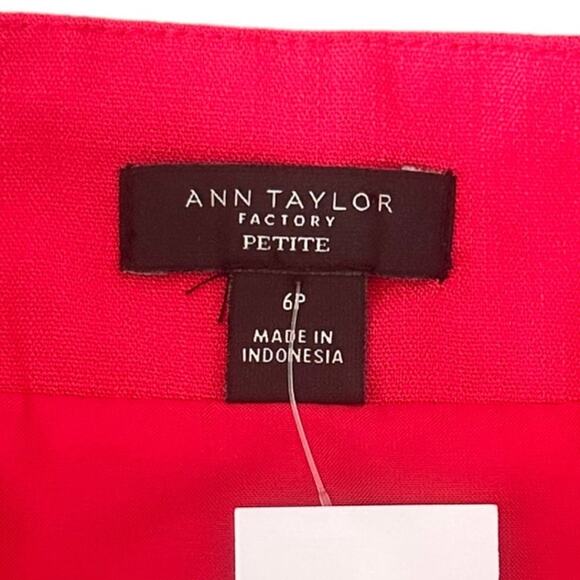 ANN TAYLOR
FACTORY
PETITE
6P
MADE IN
INDONESIA